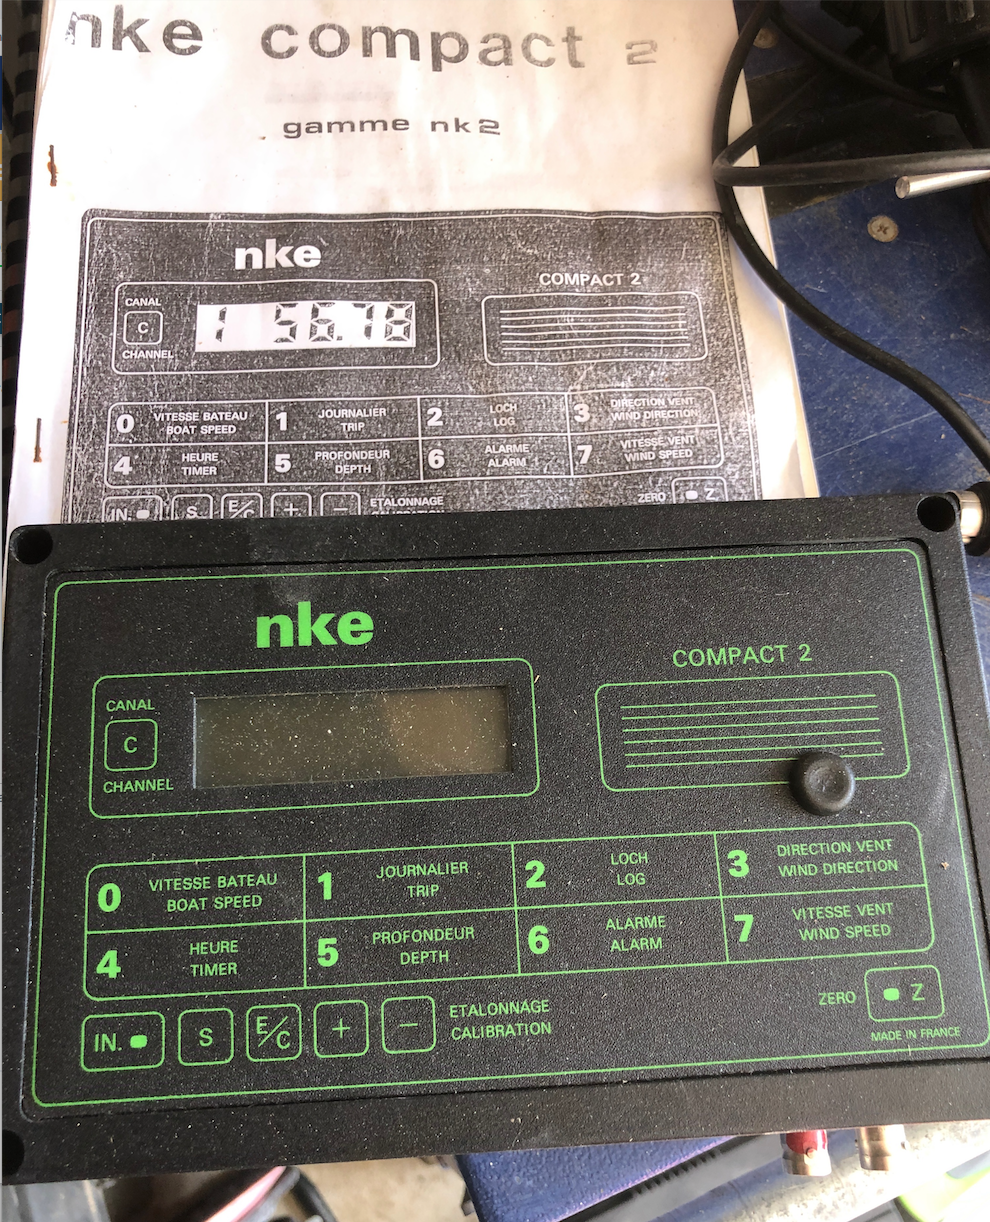 nke compact 2
gamme nk2
nke
COMPACT 2
CANAL
C
CHANNEL
1 56.78
0 VITESSE BATEAU BOAT SPEED
1 JOURNALIER TRIP
2 LOCH LOG
3 DIRECTION VENT WIND DIRECTION
4 HEURE TIMER
5 PROFONDEUR DEPTH
6 ALARME ALARM
7 VITESSE VENT WIND SPEED
IN. S E/C + − ETALONNAGE
ZERO Z
nke
COMPACT 2
CANAL
C
CHANNEL
0 VITESSE BATEAU BOAT SPEED
1 JOURNALIER TRIP
2 LOCH LOG
3 DIRECTION VENT WIND DIRECTION
4 HEURE TIMER
5 PROFONDEUR DEPTH
6 ALARME ALARM
7 VITESSE VENT WIND SPEED
IN. S E/C + − ETALONNAGE CALIBRATION
ZERO Z
MADE IN FRANCE